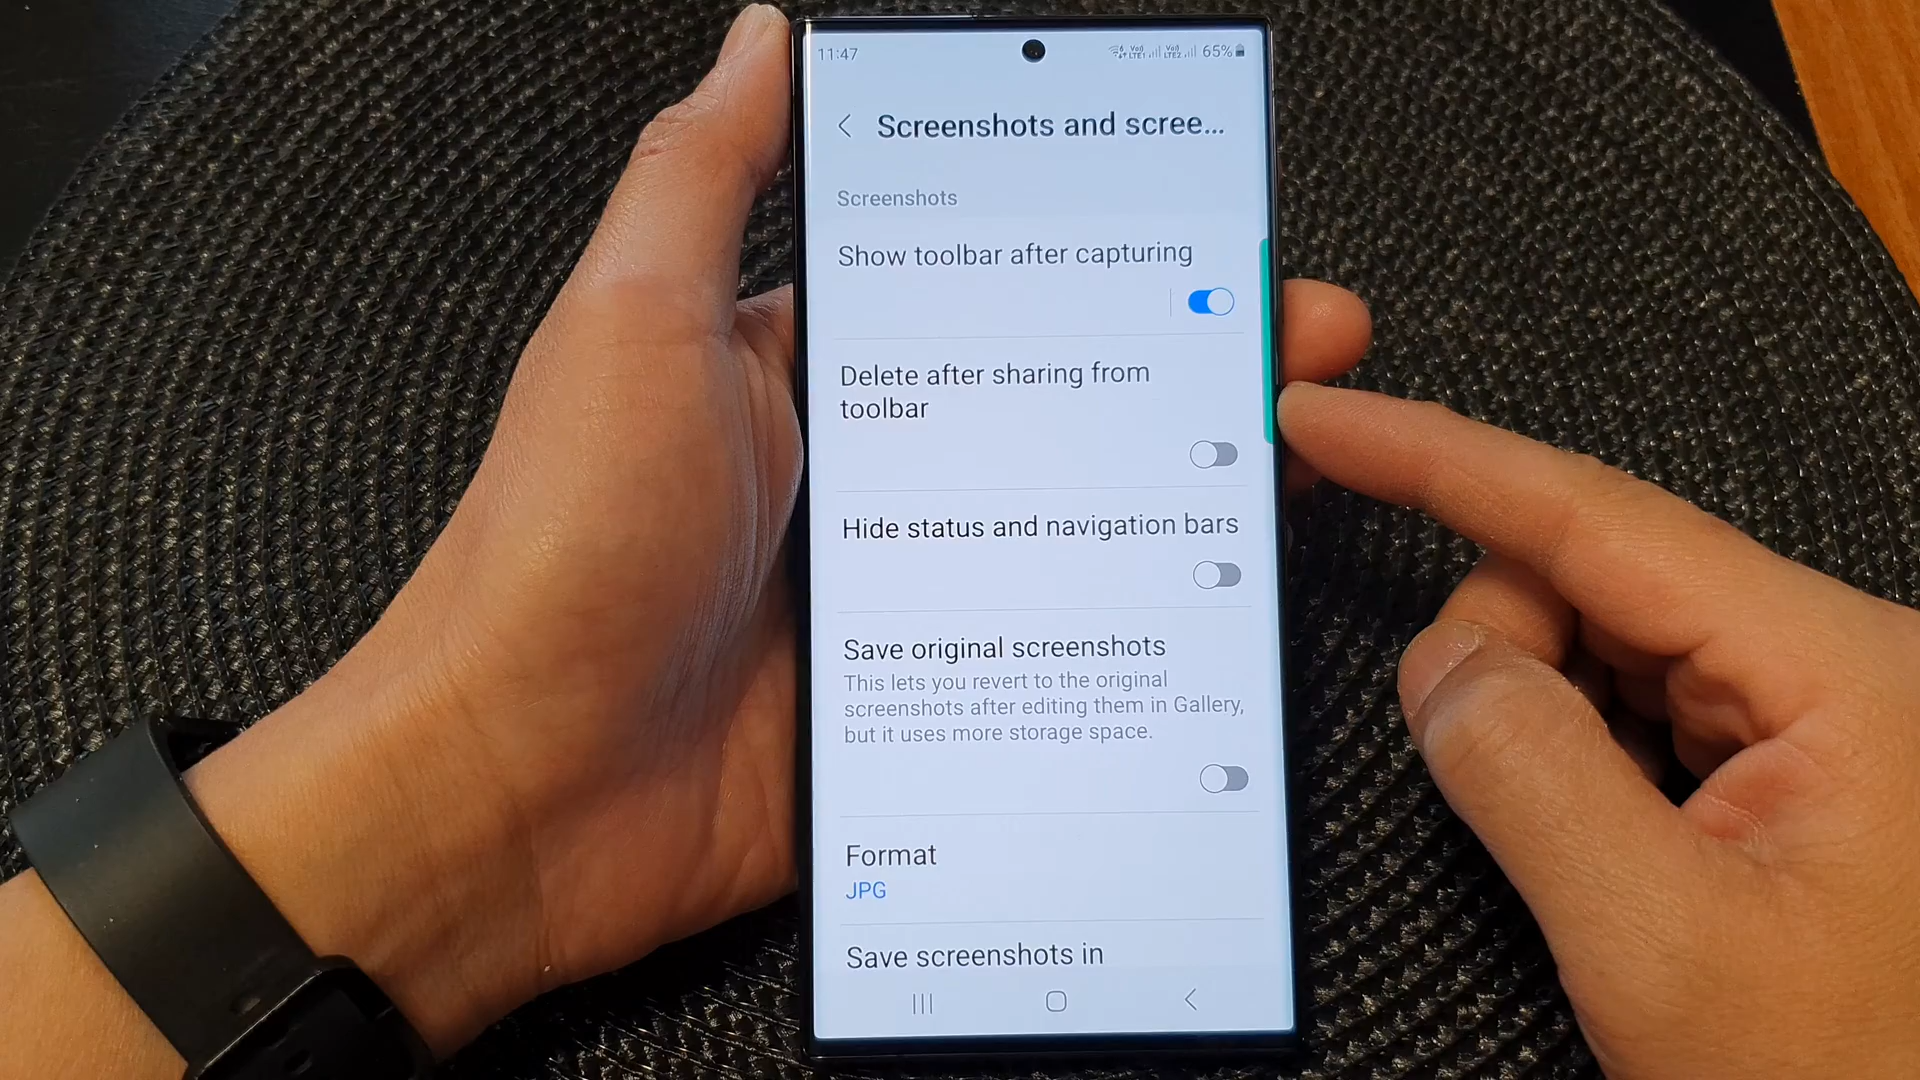 11:47
65%
Screenshots and scree...
Screenshots
Show toolbar after capturing
Delete after sharing from
toolbar
Hide status and navigation bars
Save original screenshots
This lets you revert to the original
screenshots after editing them in Gallery,
but it uses more storage space.
Format
JPG
Save screenshots in